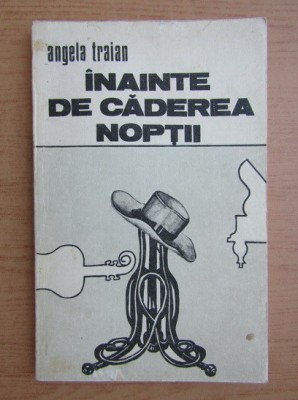 angela traian
ÎNAINTE
DE CĂDEREA
NOPȚII